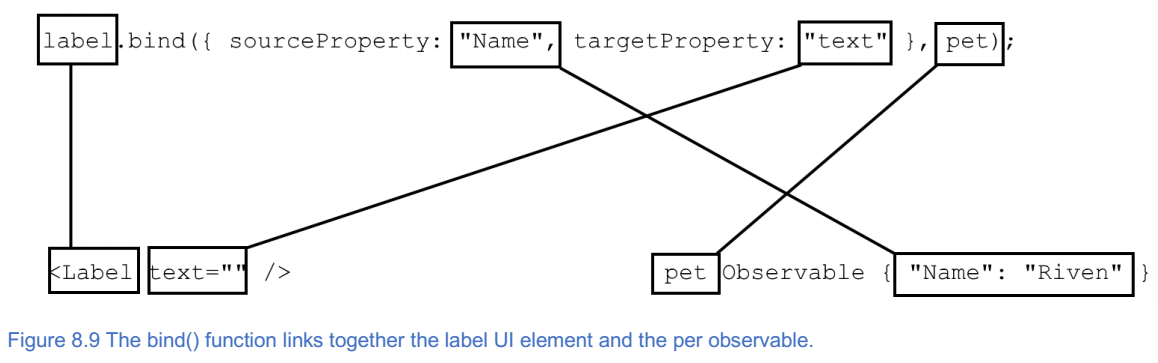 label.bind({ sourceProperty: "Name", targetProperty: "text" }, pet);
<Label text="" /> pet Observable { "Name": "Riven" }
Figure 8.9 The bind() function links together the label UI element and the per observable.